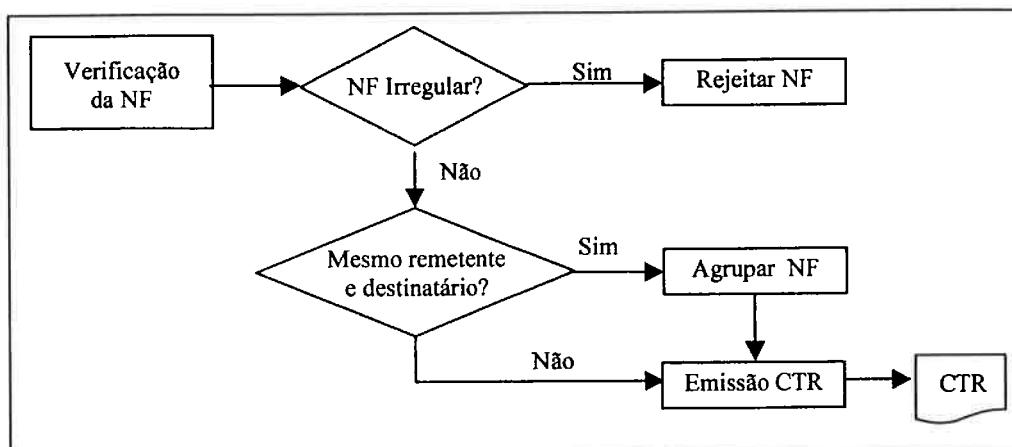 Verificação
da NF
NF Irregular?
Sim
Rejeitar NF
Não
Mesmo remetente
e destinatário?
Sim
Agrupar NF
Não
Emissão CTR
CTR